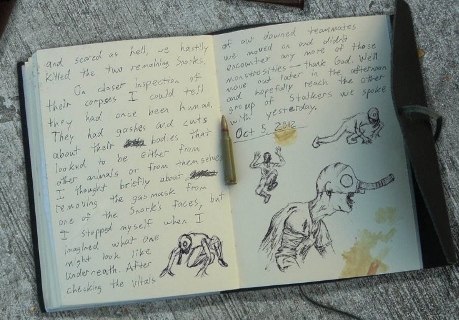 and scared as hell, we hastily
killed the two remaining Snorks.
On closer inspection of
their corpses I could tell
they had once been human.
They had gashes and cuts
about their bodies that
looked to be either from
other animals or from themselves
I thought briefly about
removing the gasmask from
one of the Snork's faces, but
I stopped myself when I
imagined what one
might look like
underneath. After
checking the vitals
of our downed teammates
we moved on and didn't
encounter any more of those
monstrosities - thank God. We'll
move out later in the afternoon
and hopefully reach the other
group of Stalkers we spoke
with yesterday.
Oct 5 2012